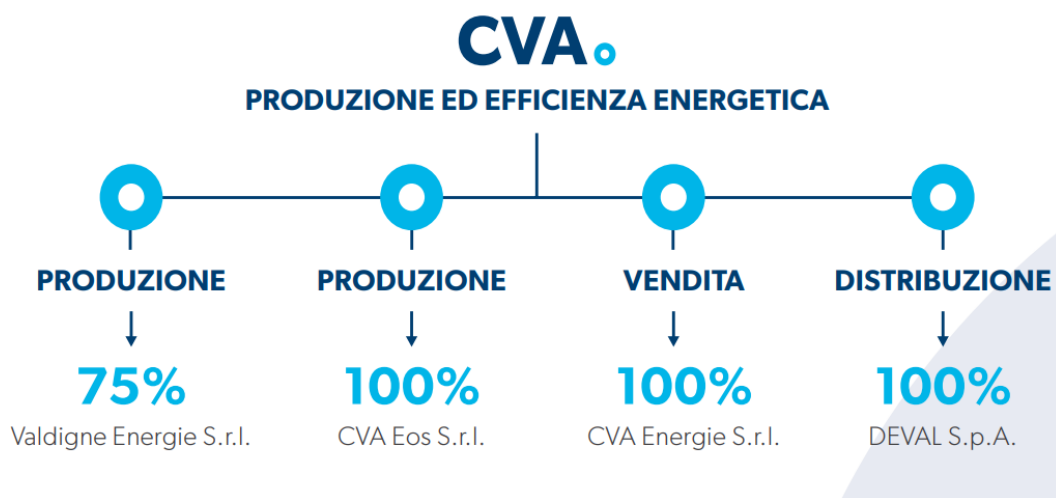 CVA
PRODUZIONE ED EFFICIENZA ENERGETICA
PRODUZIONE
PRODUZIONE
VENDITA
DISTRIBUZIONE
75%
100%
100%
100%
Valdigne Energie S.r.l.
CVA Eos S.r.l.
CVA Energie S.r.l.
DEVAL S.p.A.